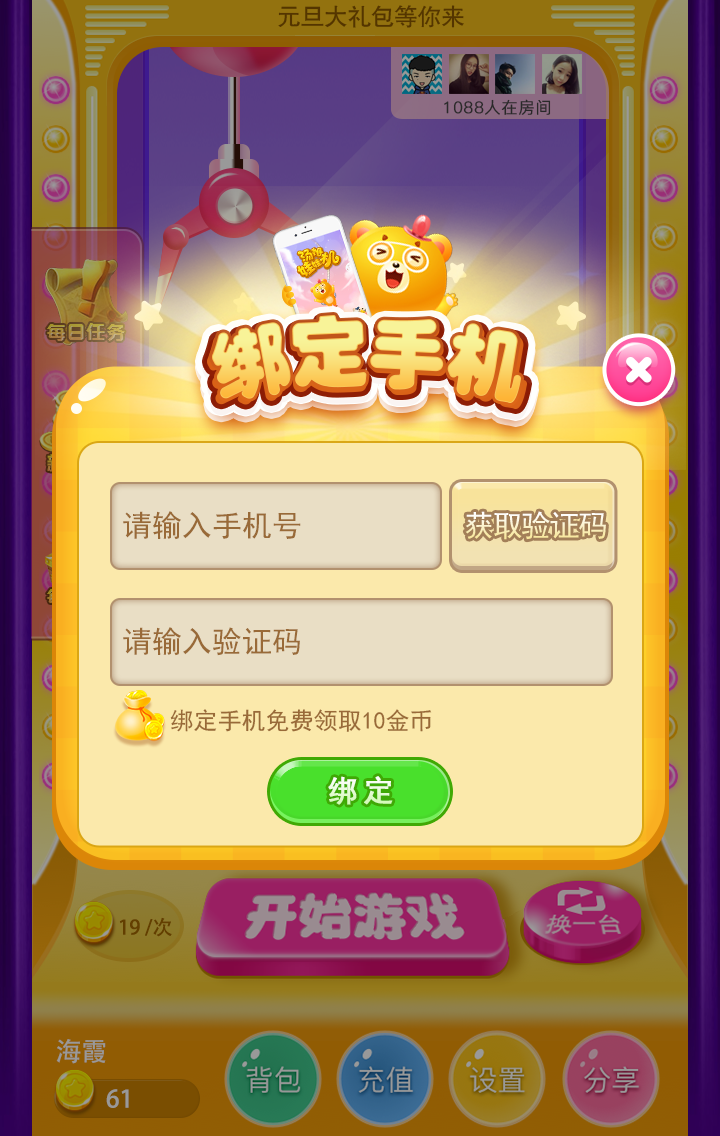 元旦大礼包等你来
1088人在房间
每日任务
绑定手机
请输入手机号
获取验证码
请输入验证码
绑定手机免费领取10金币
绑定
19/次
开始游戏
换一台
海霞
61
背包
充值
设置
分享